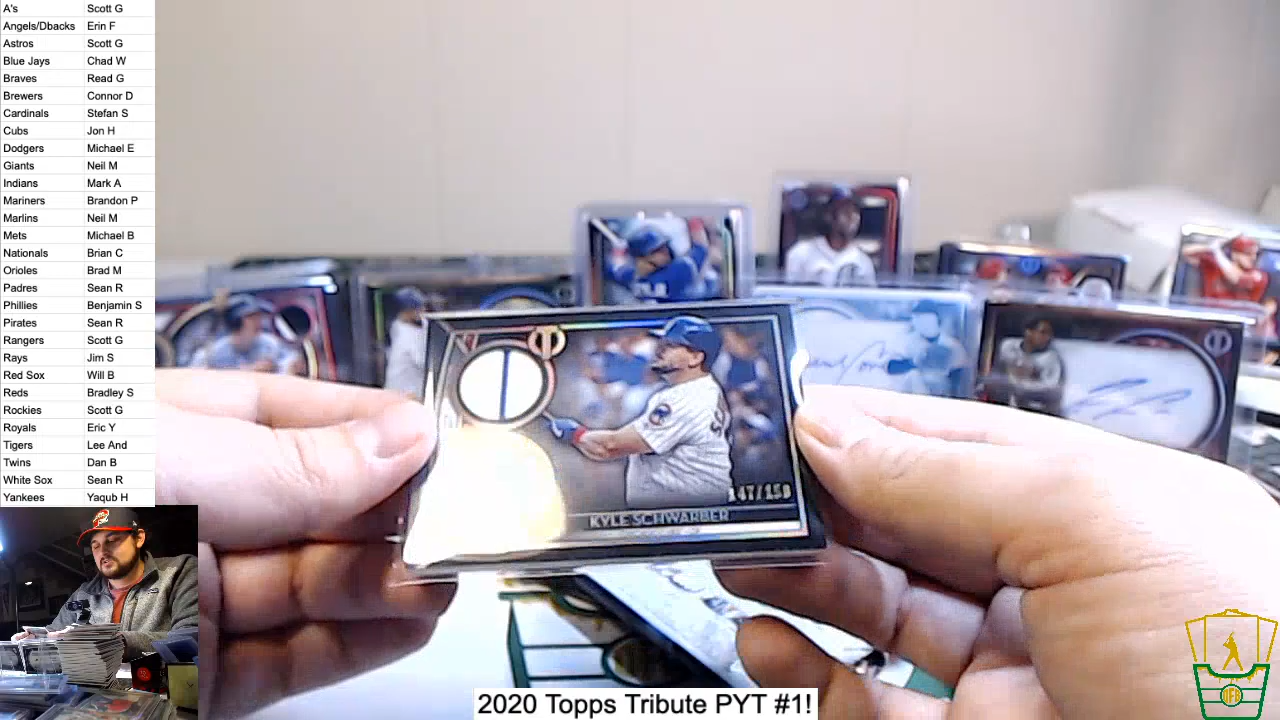 A's Scott G
Angels/Dbacks Erin F
Astros Scott G
Blue Jays Chad W
Braves Read G
Brewers Connor D
Cardinals Stefan S
Cubs Jon H
Dodgers Michael E
Giants Neil M
Indians Mark A
Mariners Brandon P
Marlins Neil M
Mets Michael B
Nationals Brian C
Orioles Brad M
Padres Sean R
Phillies Benjamin S
Pirates Sean R
Rangers Scott G
Rays Jim S
Red Sox Will B
Reds Bradley S
Rockies Scott G
Royals Eric Y
Tigers Lee And
Twins Dan B
White Sox Sean R
Yankees Yaqub H
147/150
KYLE SCHWARBER
2020 Topps Tribute PYT #1!